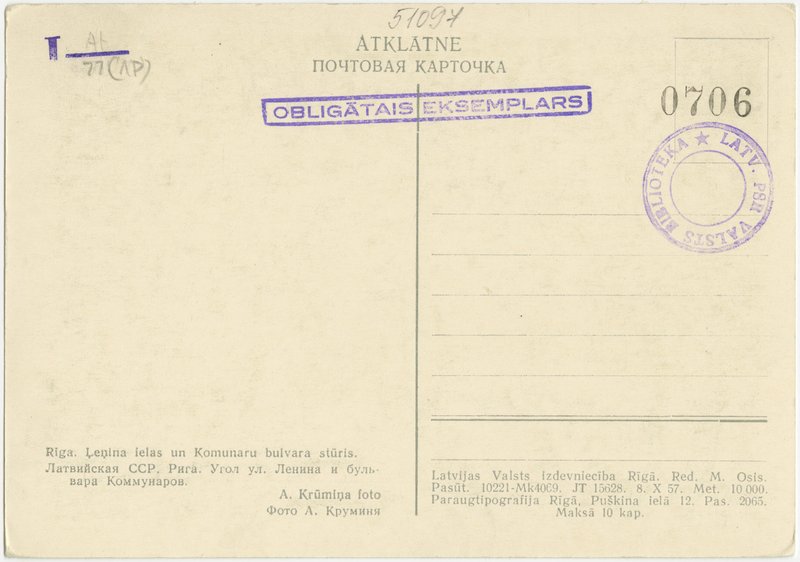 51097
I Al
77(ЛР)
ATKLĀTNE
ПОЧТОВАЯ КАРТОЧКА
OBLIGĀTAIS EKSEMPLARS
0706
LATV. PSR VALSTS BIBLIOTEKA ★
Rīga. Ļeņina ielas un Komunaru bulvara stūris.
Латвийская ССР. Рига. Угол ул. Ленина и буль-
вара Коммунаров.
A. Krūmiņa foto
Фото А. Круминя
Latvijas Valsts izdevniecība Rīgā. Red. M. Osis.
Pasūt. 10221-Mk4069. JT 15628. 8. X 57. Met. 10 000.
Paraugtipografija Rīgā, Puškina ielā 12. Pas. 2065.
Maksā 10 kap.